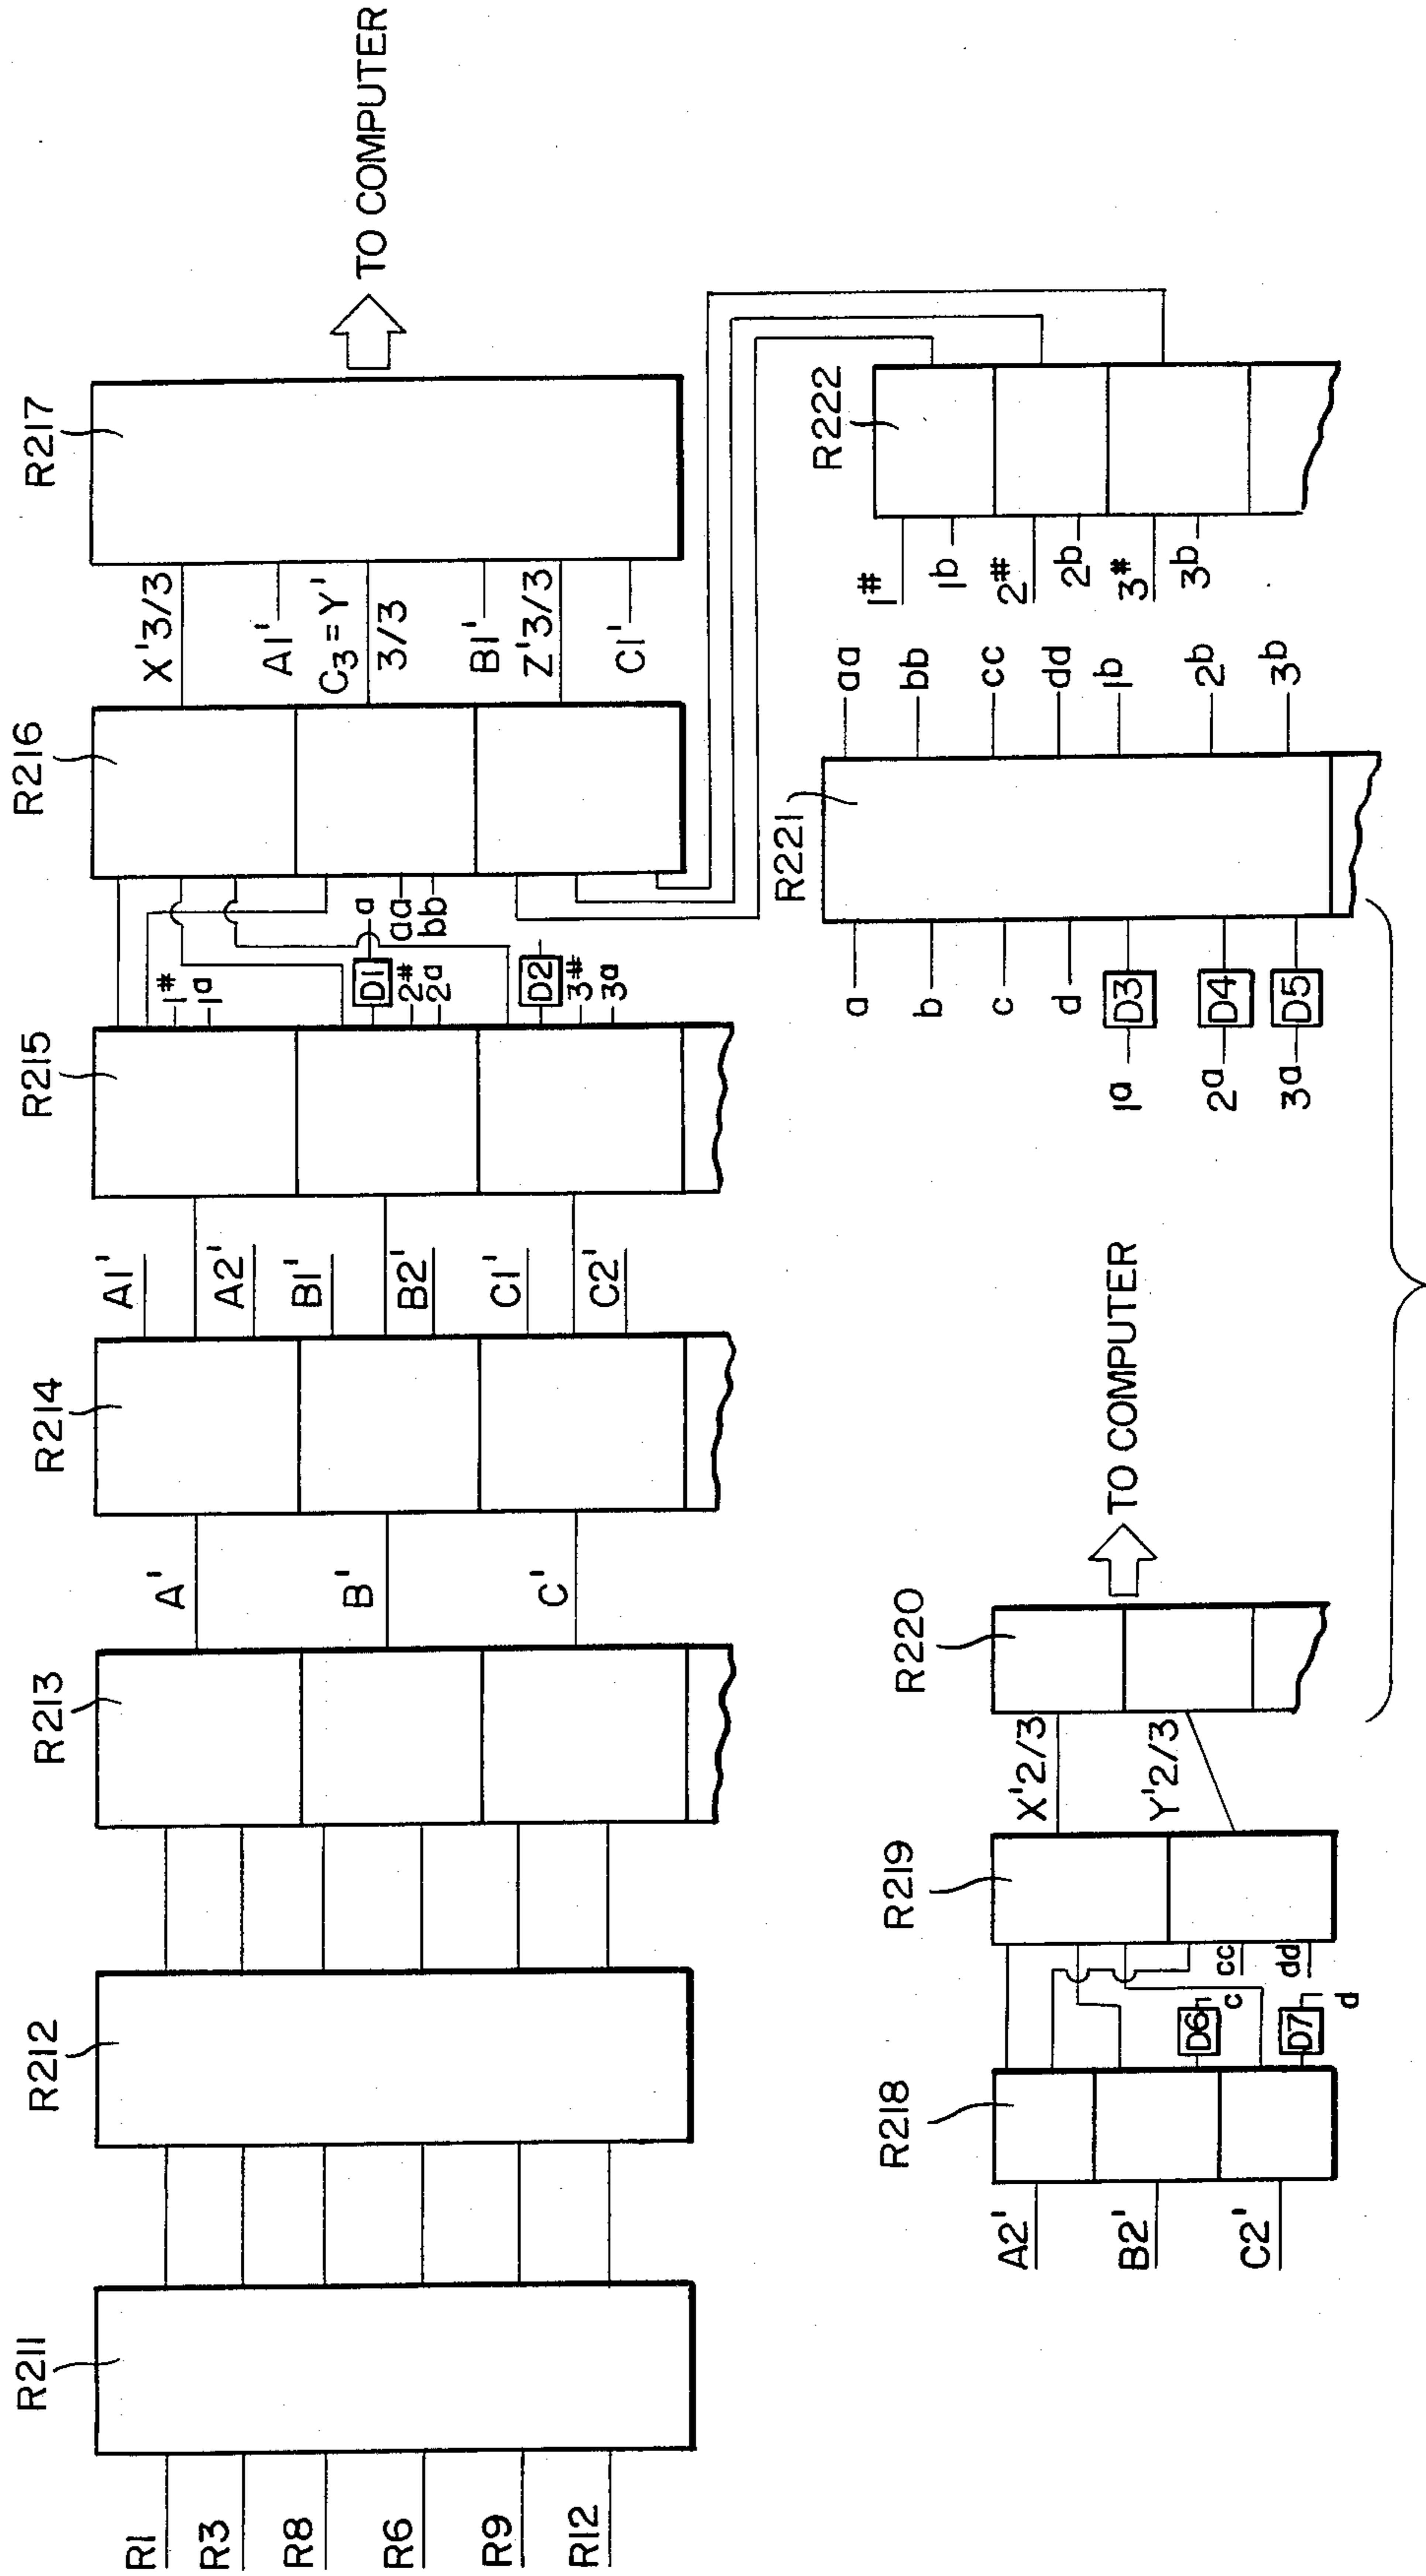 R211
R212
R213
R214
R215
R216
R217
R1
R3
R8
R6
R9
R12
A'
B'
C'
A1'
A2'
B1'
B2'
C1'
C2'
1#
1a
D1
a
2#
2a
D2
3#
3a
aa
bb
X'3/3
A1'
C3=Y'
3/3
B1'
Z'3/3
C1'
TO COMPUTER
R218
R219
R220
A2'
B2'
C2'
D6
c
D7
d
cc
dd
X'2/3
Y'2/3
TO COMPUTER
R221
a
b
c
d
1a
D3
2a
D4
3a
D5
aa
bb
cc
dd
1b
2b
3b
R222
1#
1b
2#
2b
3#
3b